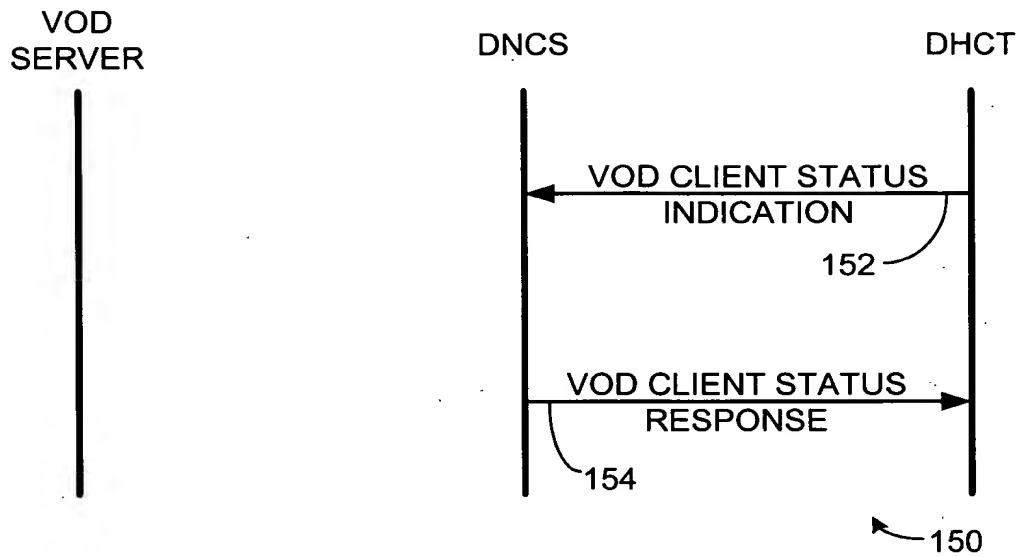 VOD
SERVER
DNCS
DHCT
VOD CLIENT STATUS
INDICATION
152
VOD CLIENT STATUS
RESPONSE
154
150